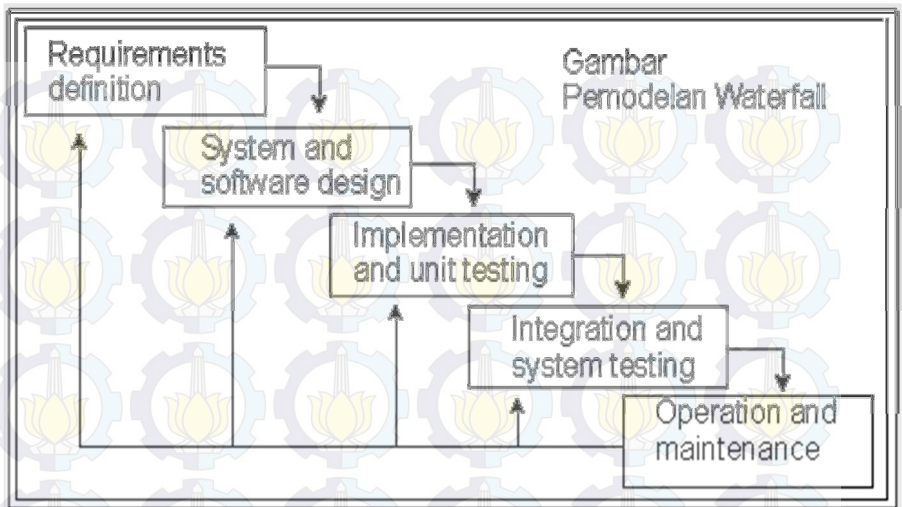 Requirements
definition
Gambar
Pemodelan Waterfall
System and
software design
Implementation
and unit testing
Integration and
system testing
Operation and
maintenance